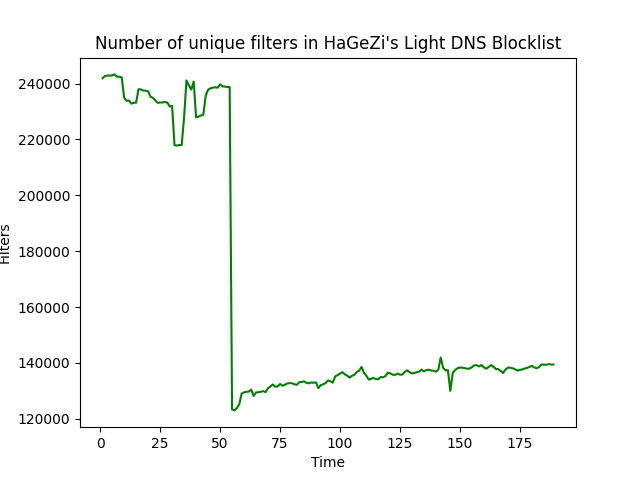 Number of unique filters in HaGeZi's Light DNS Blocklist
240000
220000
200000
180000
160000
140000
120000
Filters
0 25 50 75 100 125 150 175
Time